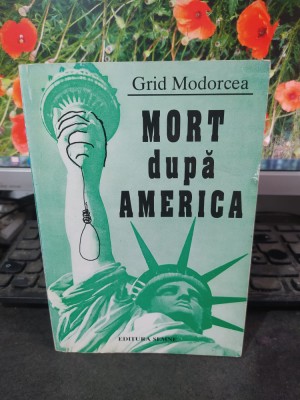 Grid Modorcea
MORT
după
AMERICA
EDITURA SEMNE